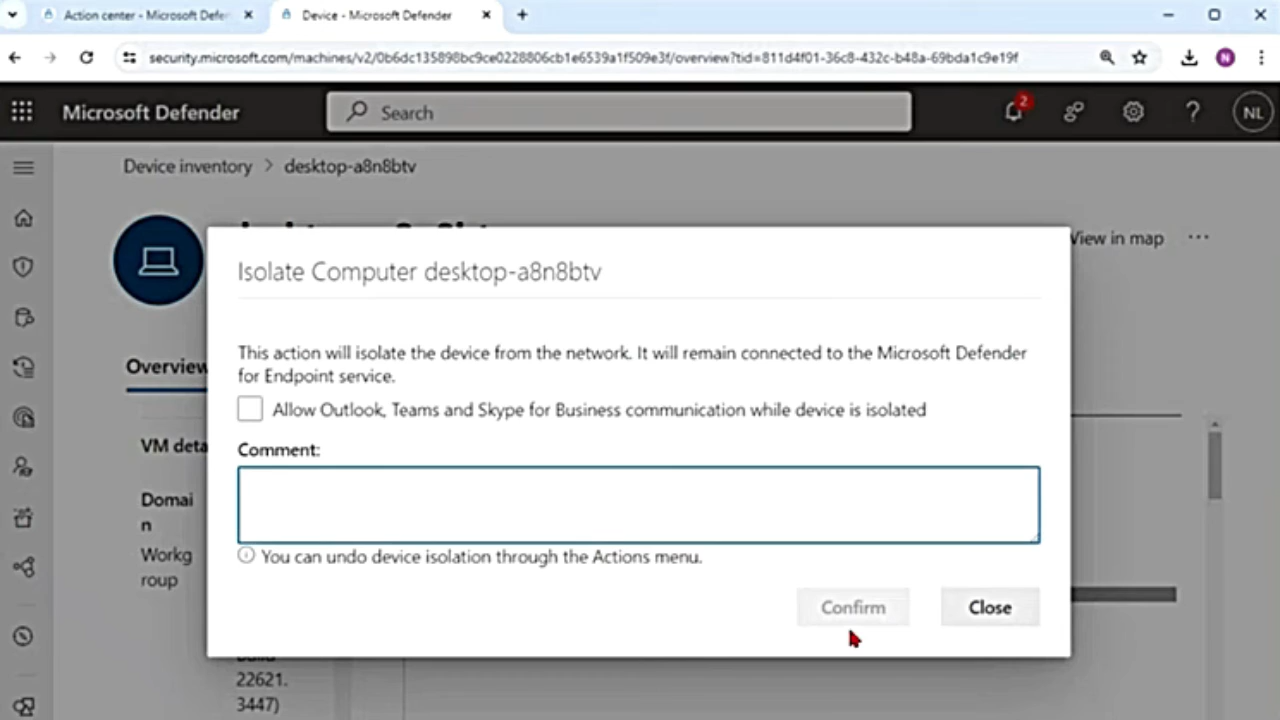 Action center - Microsoft Defer
Device - Microsoft Defender
security.microsoft.com/machines/v2/0b6dc135898bc9ce0228806cb1e6539a1f509e3f/overview?tid=811d4f01-36c8-432c-b48a-69bda1c9e19f
N
Microsoft Defender
Search
2
NL
Device inventory > desktop-a8n8btv
View in map
Isolate Computer desktop-a8n8btv
This action will isolate the device from the network. It will remain connected to the Microsoft Defender
for Endpoint service.
Overview
Allow Outlook, Teams and Skype for Business communication while device is isolated
VM deta
Comment:
Domai
n
Workg
roup
You can undo device isolation through the Actions menu.
Confirm
Close
22621.
3447)